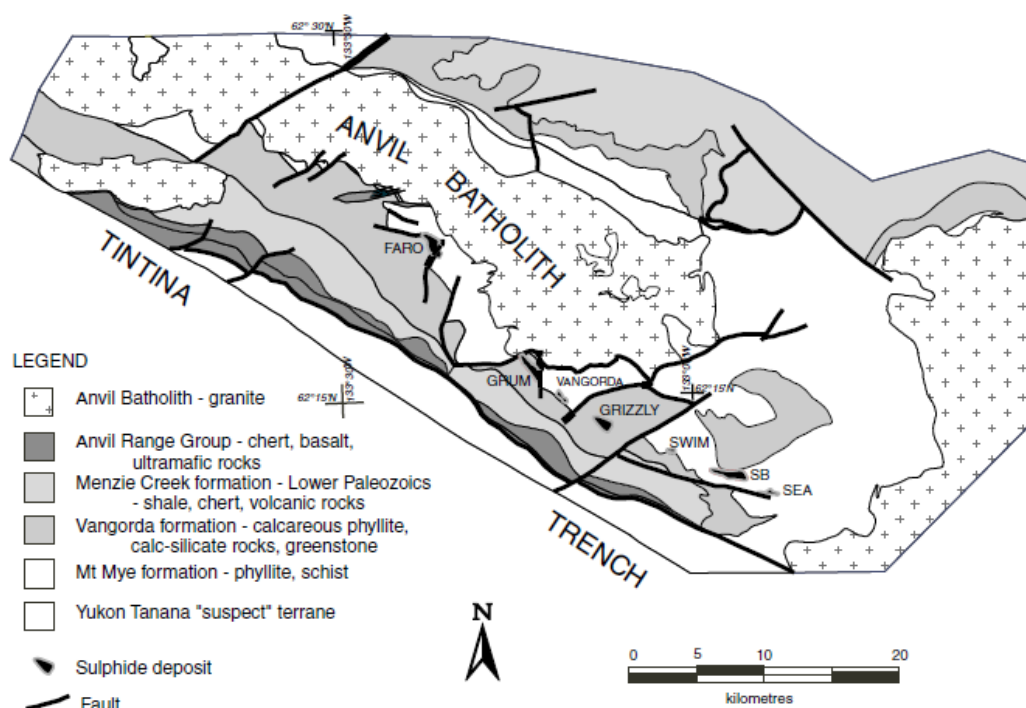 62° 30'N
133°30'W
ANVIL
BATHOLITH
FARO
TINTINA
133°30'W
62°15'N
GRUM
VANGORDA
133°0'W
62°15'N
GRIZZLY
SWIM
SB
SEA
TRENCH
LEGEND
Anvil Batholith - granite
Anvil Range Group - chert, basalt,
ultramafic rocks
Menzie Creek formation - Lower Paleozoics
- shale, chert, volcanic rocks
Vangorda formation - calcareous phyllite,
calc-silicate rocks, greenstone
Mt Mye formation - phyllite, schist
Yukon Tanana "suspect" terrane
Sulphide deposit
Fault
N
0 5 10 20
kilometres